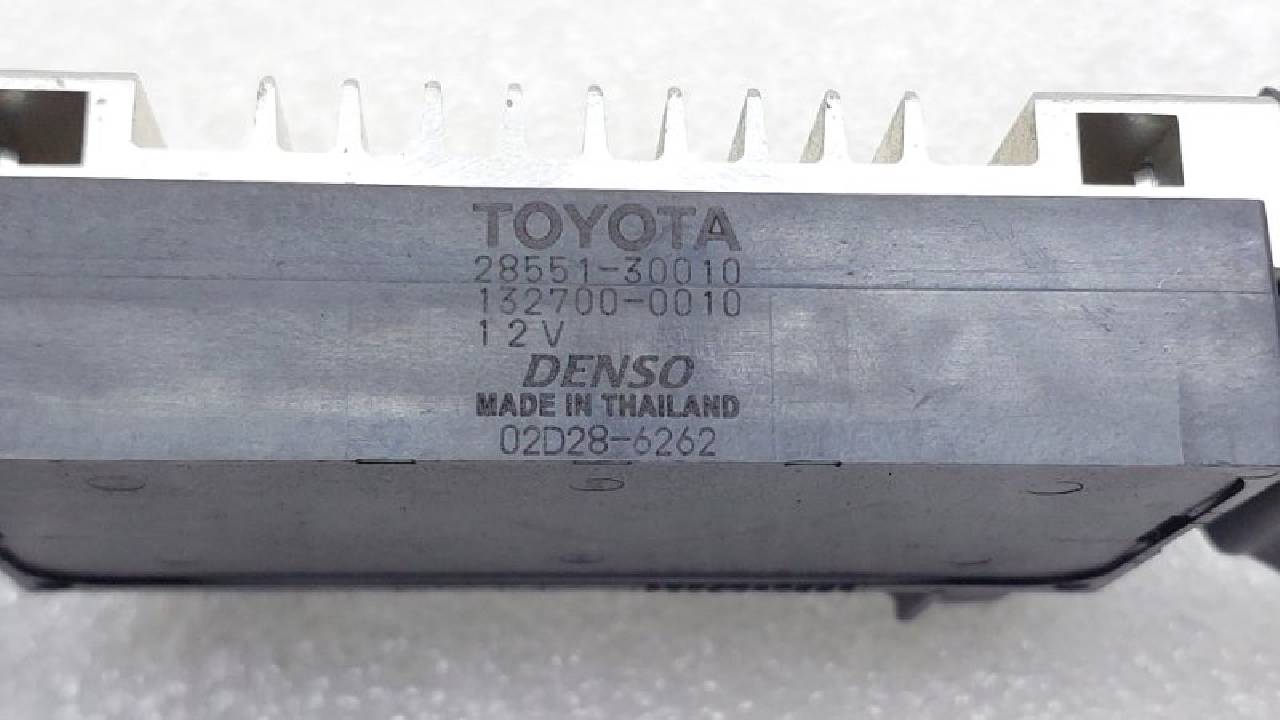 TOYOTA
28551-30010
132700-0010
12V
DENSO
MADE IN THAILAND
02D28-6262